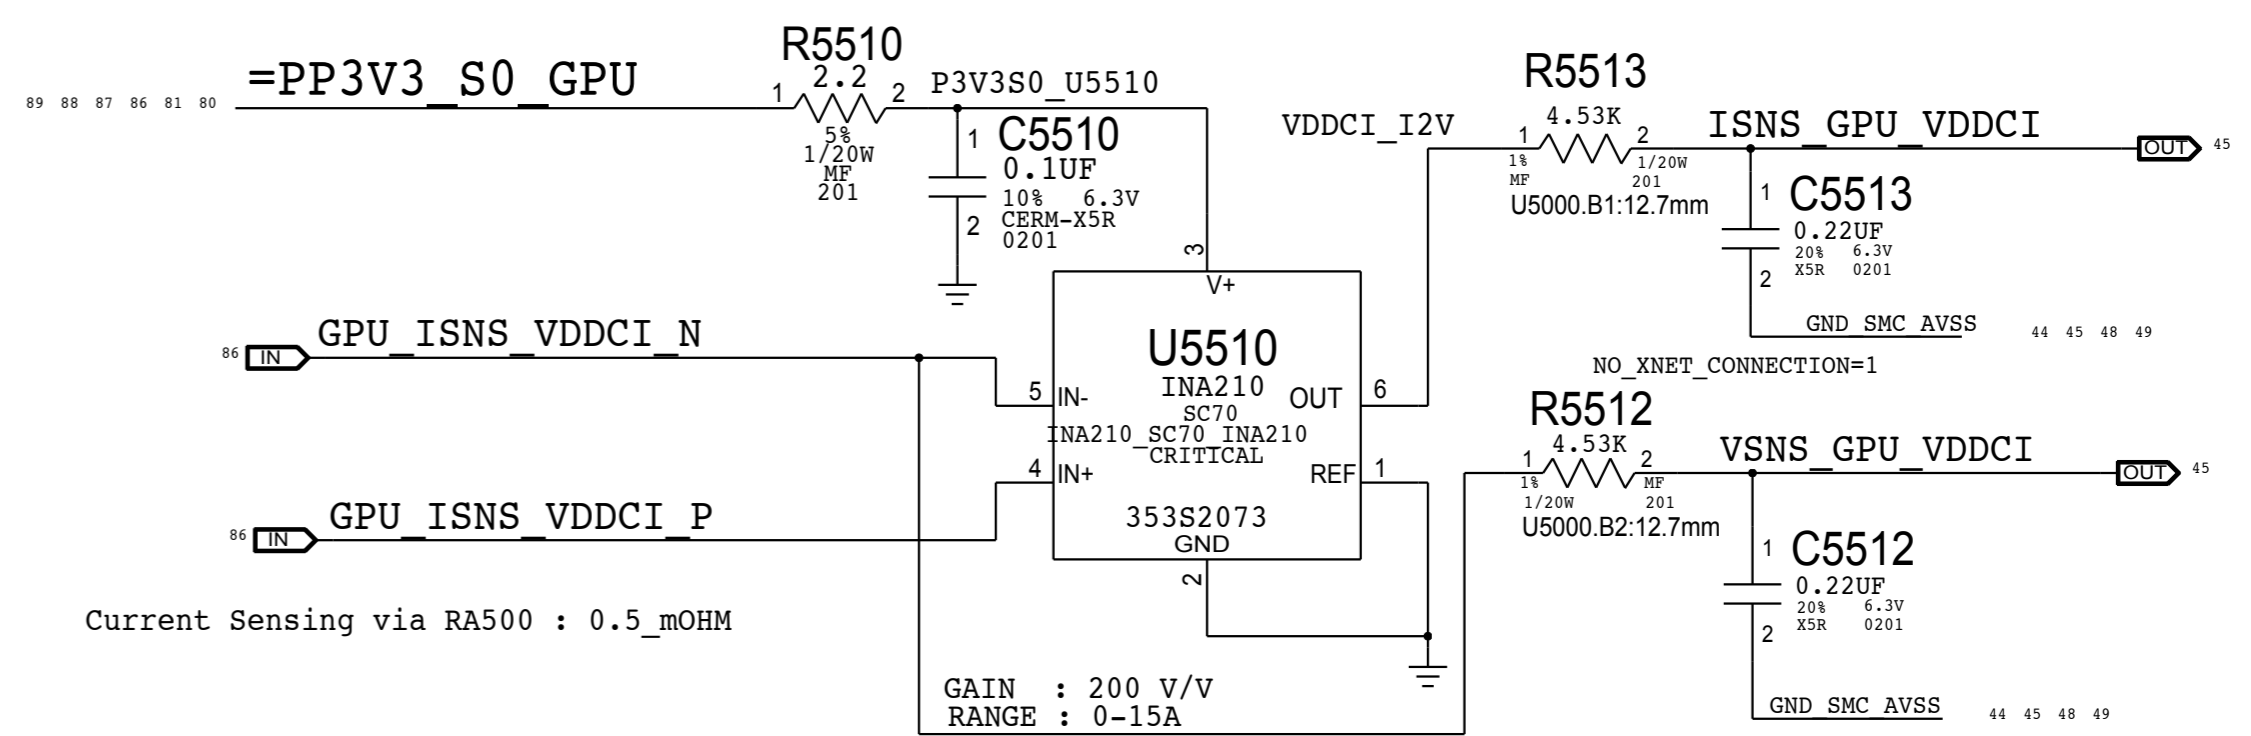 R5510
=PP3V3_S0_GPU
2.2
89 88 87 86 81 80
1
2
P3V3S0_U5510
5%
1/20W
MF
201
1
C5510
0.1UF
10% 6.3V
CERM-X5R
0201
2
VDDCI_I2V
R5513
4.53K
1
2
1%
MF
1/20W
201
U5000.B1:12.7mm
ISNS_GPU_VDDCI
OUT
45
1
C5513
0.22UF
20% 6.3V
X5R 0201
2
GND_SMC_AVSS
44 45 48 49
NO_XNET_CONNECTION=1
86
IN
GPU_ISNS_VDDCI_N
86
IN
GPU_ISNS_VDDCI_P
3
V+
U5510
INA210
SC70
INA210_SC70_INA210
CRITICAL
5
IN-
4
IN+
OUT
6
REF
1
353S2073
GND
2
R5512
4.53K
1
2
1%
1/20W
MF
201
U5000.B2:12.7mm
VSNS_GPU_VDDCI
OUT
45
1
C5512
0.22UF
20% 6.3V
X5R 0201
2
GND_SMC_AVSS
44 45 48 49
Current Sensing via RA500 : 0.5_mOHM
GAIN : 200 V/V
RANGE : 0-15A